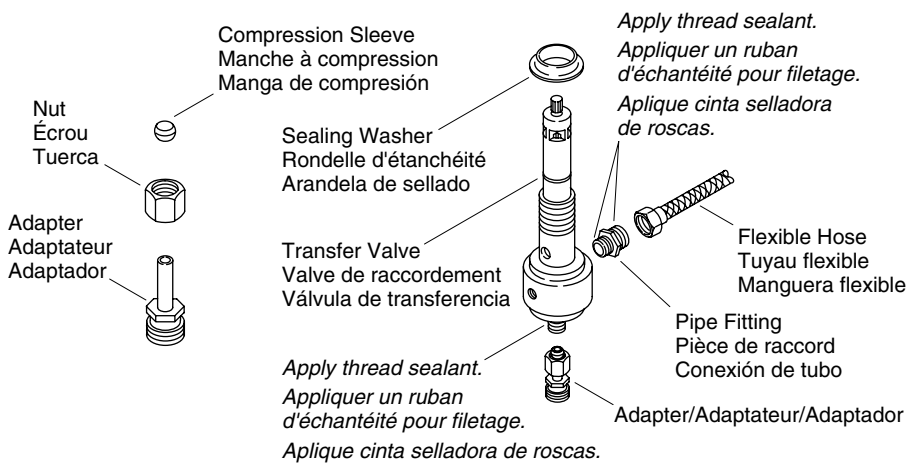 Compression Sleeve
Manche à compression
Manga de compresión
Nut
Écrou
Tuerca
Adapter
Adaptateur
Adaptador
Sealing Washer
Rondelle d'étanchéité
Arandela de sellado
Transfer Valve
Valve de raccordement
Válvula de transferencia
Apply thread sealant.
Appliquer un ruban
d'échantéité pour filetage.
Aplique cinta selladora
de roscas.
Flexible Hose
Tuyau flexible
Manguera flexible
Pipe Fitting
Pièce de raccord
Conexión de tubo
Apply thread sealant.
Appliquer un ruban
d'échantéité pour filetage.
Aplique cinta selladora de roscas.
Adapter/Adaptateur/Adaptador